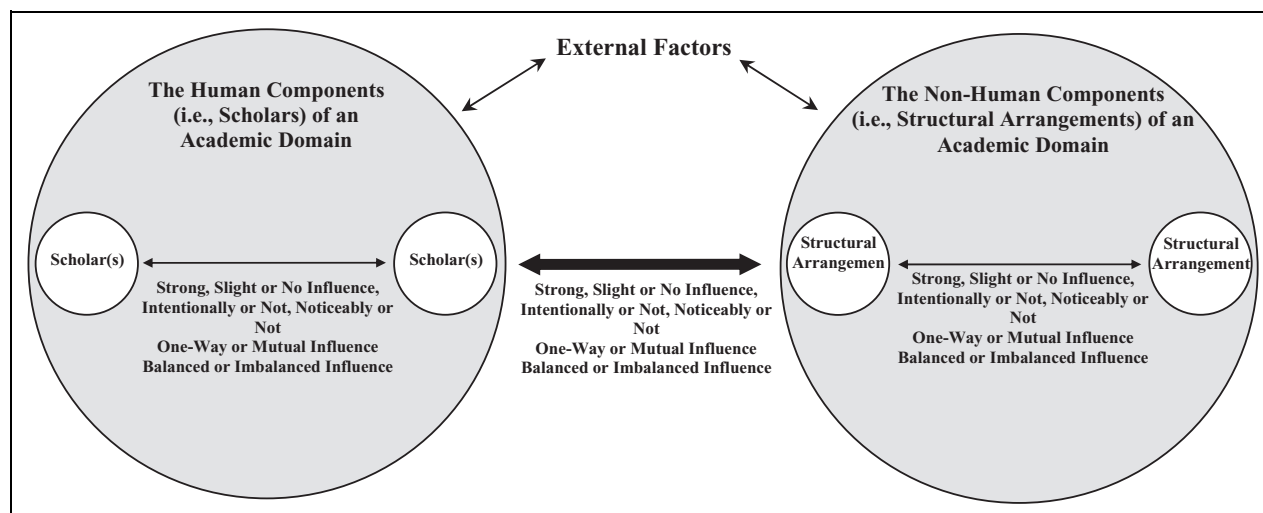 External Factors
The Human Components
(i.e., Scholars) of an
Academic Domain
Scholar(s)
Scholar(s)
Strong, Slight or No Influence,
Intentionally or Not, Noticeably or
Not
One-Way or Mutual Influence
Balanced or Imbalanced Influence
Strong, Slight or No Influence,
Intentionally or Not, Noticeably or
Not
One-Way or Mutual Influence
Balanced or Imbalanced Influence
The Non-Human Components
(i.e., Structural Arrangements) of an
Academic Domain
Structural
Arrangemen
Structural
Arrangement
Strong, Slight or No Influence,
Intentionally or Not, Noticeably or
Not
One-Way or Mutual Influence
Balanced or Imbalanced Influence